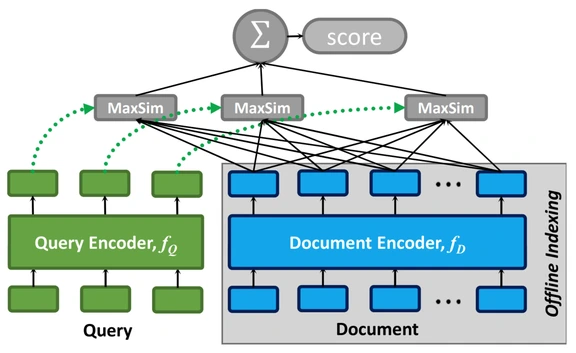 Σ
score
MaxSim
MaxSim
MaxSim
Query Encoder, f_Q
Document Encoder, f_D
Offline Indexing
Query
Document